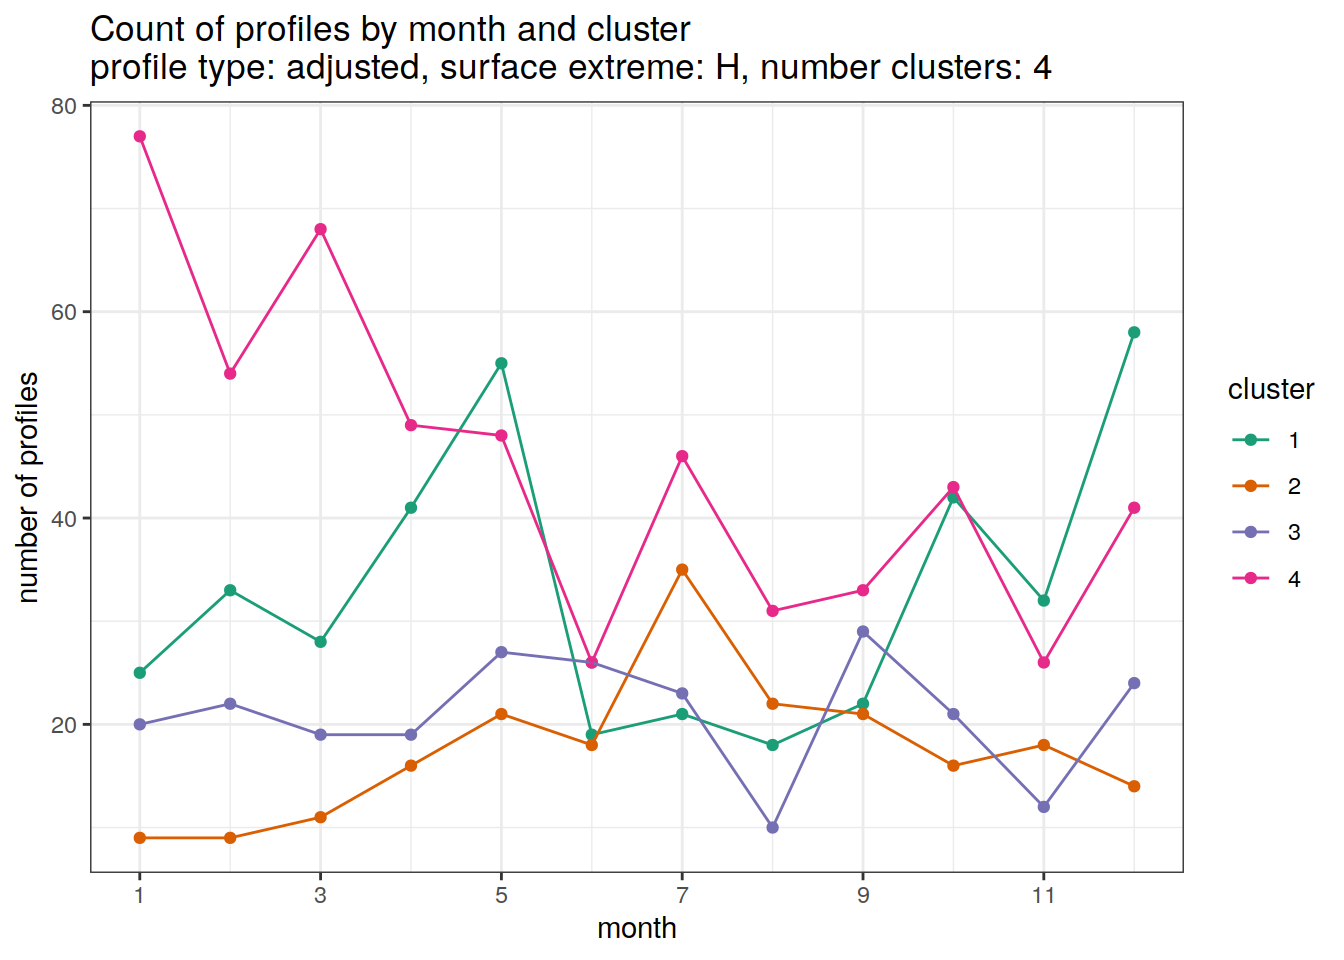 Count of profiles by month and cluster
profile type: adjusted, surface extreme: H, number clusters: 4
80
60
40
20
number of profiles
1 3 5 7 9 11
month
cluster
1
2
3
4